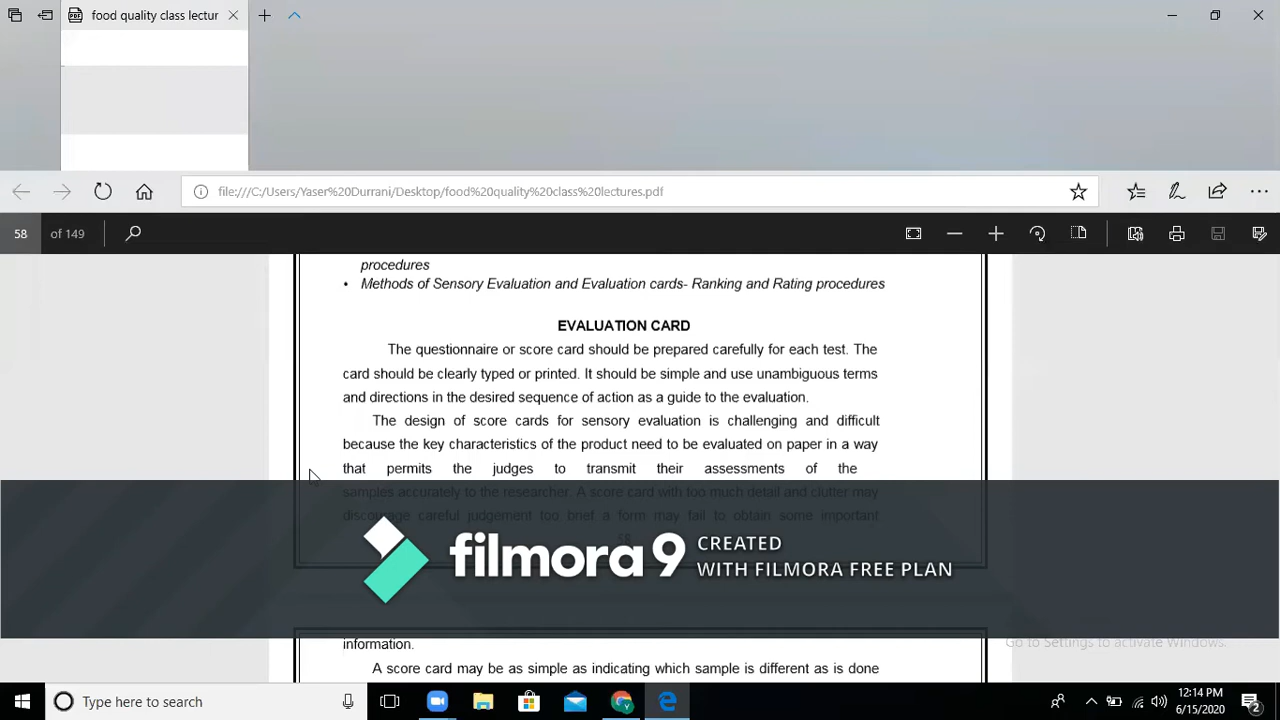 food quality class lectur
file:///C:/Users/Yaser%20Durrani/Desktop/food%20quality%20class%20lectures.pdf
58 of 149
procedures
• Methods of Sensory Evaluation and Evaluation cards- Ranking and Rating procedures
EVALUATION CARD
The questionnaire or score card should be prepared carefully for each test. The
card should be clearly typed or printed. It should be simple and use unambiguous terms
and directions in the desired sequence of action as a guide to the evaluation.
The design of score cards for sensory evaluation is challenging and difficult
because the key characteristics of the product need to be evaluated on paper in a way
that permits the judges to transmit their assessments of the
samples accurately to the researcher. A score card with too much detail and clutter may
discourage careful judgement too brief a form may fail to obtain some important
58
filmora 9 CREATED
WITH FILMORA FREE PLAN
information.
Go to Settings to activate Windows.
A score card may be as simple as indicating which sample is different as is done
Type here to search
12:14 PM
6/15/2020
2